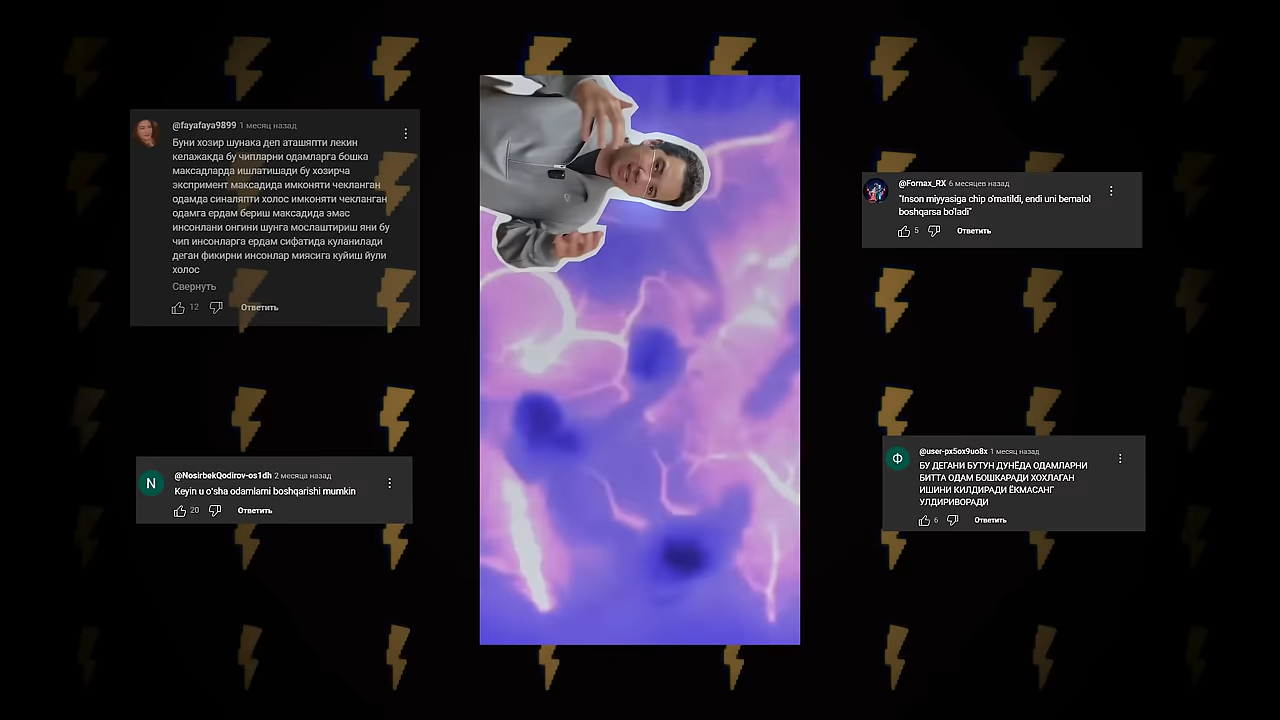 @fayafaya9899 1 месяц назад
Буни хозир шунака деп аташяпти лекин
келажакда бу чипларни одамларга бошка
максадларда ишлатишади бу хозирча
экспримент максадида имконяти чекланган
одамда синаляпти холос имконяти чекланган
одамга ердам бериш максадида эмас
инсонлани онгини шунга мослаштириш яни бу
чип инсонларга ердам сифатида куланилади
деган фикирни инсонлар миясига куйиш йули
холос
Свернуть
12 Ответить
@NosirbekQodirov-os1dh 2 месяца назад
Keyin u o'sha odamlarni boshqarishi mumkin
20 Ответить
@Fornax_RX 6 месяцев назад
"Inson miyyasiga chip o'rnatildi, endi uni bemalol
boshqarsa bo'ladi"
5 Ответить
@user-px5ox9uo8x 1 месяц назад
БУ ДЕГАНИ БУТУН ДУНЁДА ОДАМЛАРНИ
БИТТА ОДАМ БОШКАРАДИ ХОХЛАГАН
ИШИНИ КИЛДИРАДИ ЁКМАСАНГ
УЛДИРИВОРАДИ
6 Ответить